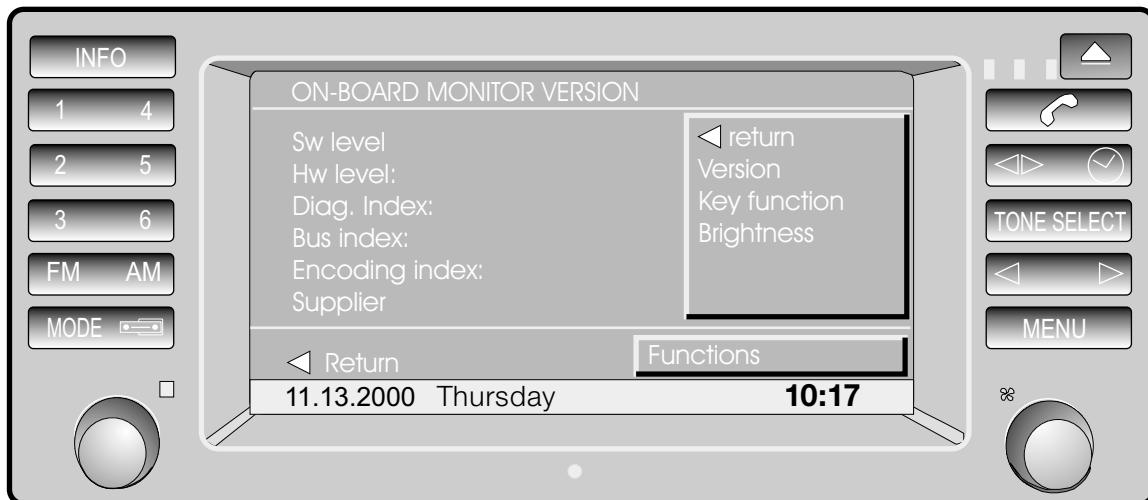 INFO
1 4
2 5
3 6
FM AM
MODE
ON-BOARD MONITOR VERSION
Sw level
Hw level:
Diag. Index:
Bus index:
Encoding index:
Supplier
return
Version
Key function
Brightness
Return
Functions
11.13.2000 Thursday 10:17
TONE SELECT
MENU